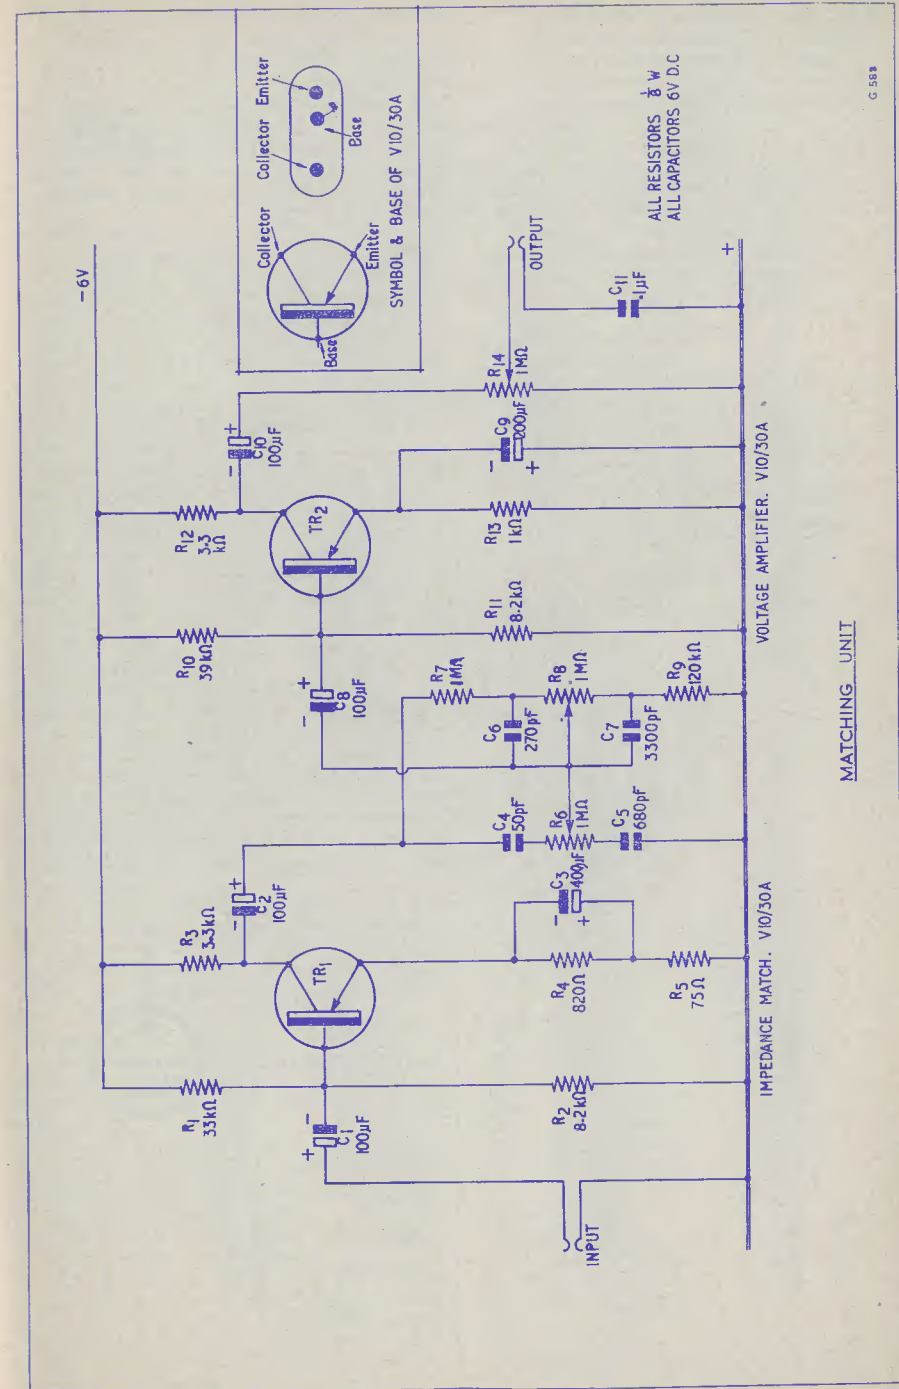 -6V
R1
33kΩ
R3
3.3kΩ
R10
39kΩ
R12
3.3
kΩ
+
-
C1
100µF
TR1
-
+
C2
100µF
-
+
C8
100µF
TR2
-
+
C10
100µF
INPUT
R2
8.2kΩ
R4
820Ω
-
C3
400µF
+
R5
75Ω
C4
50pF
R6
1MΩ
C5
680pF
R7
1MΩ
C6
270pF
R8
1MΩ
C7
3300pF
R9
120kΩ
R11
8.2kΩ
R13
1kΩ
-
C9
200µF
+
R14
1MΩ
OUTPUT
C11
.1µF
+
IMPEDANCE MATCH. V10/30A
VOLTAGE AMPLIFIER. V10/30A
Collector
Base
Emitter
Collector
Emitter
Base
SYMBOL & BASE OF V10/30A
ALL RESISTORS 1/8 W
ALL CAPACITORS 6V D.C
MATCHING UNIT
G 588